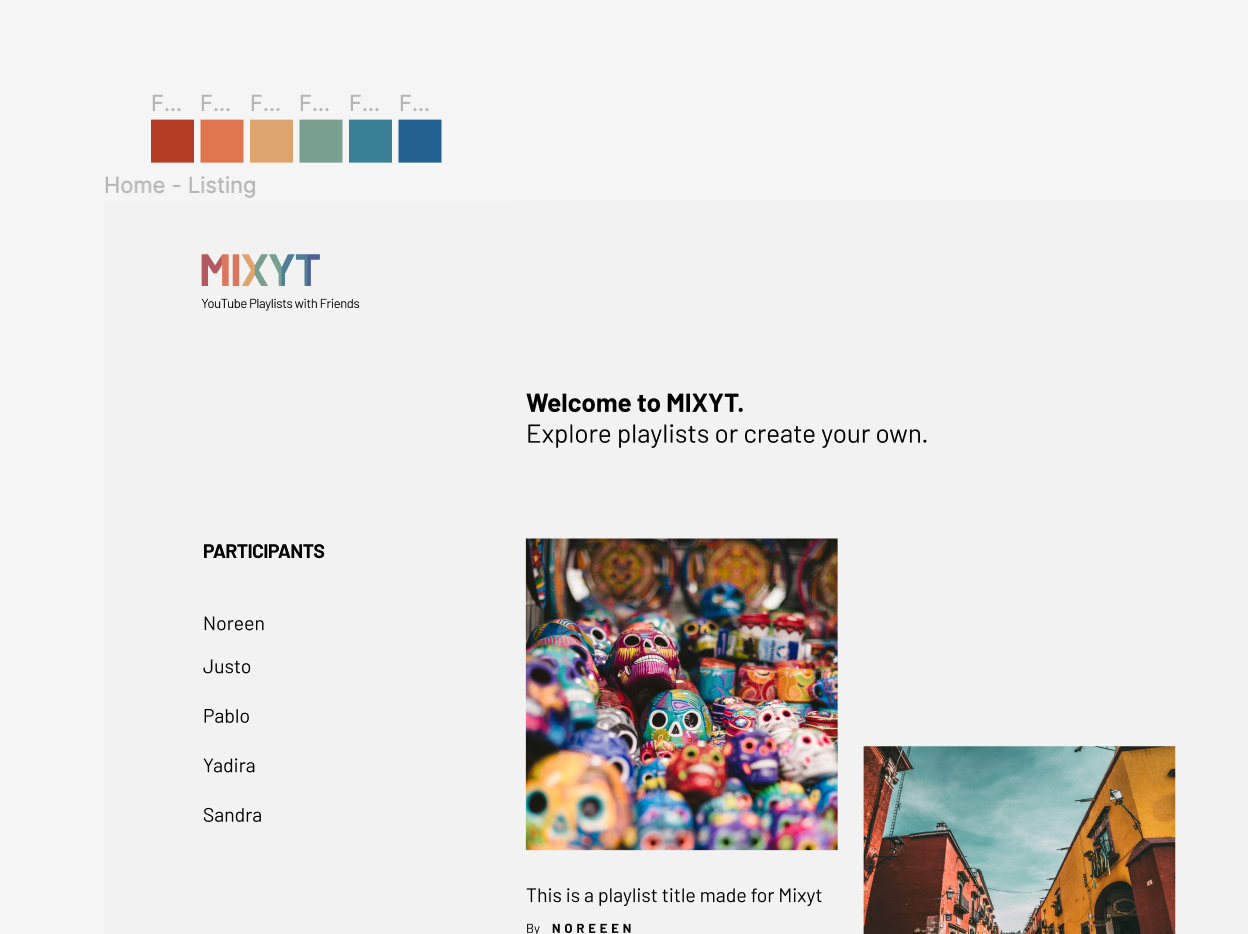 F... F... F... F... F... F...
Home - Listing
MIXYT
YouTube Playlists with Friends
Welcome to MIXYT.
Explore playlists or create your own.
PARTICIPANTS
Noreen
Justo
Pablo
Yadira
Sandra
This is a playlist title made for Mixyt
By NOREEEN